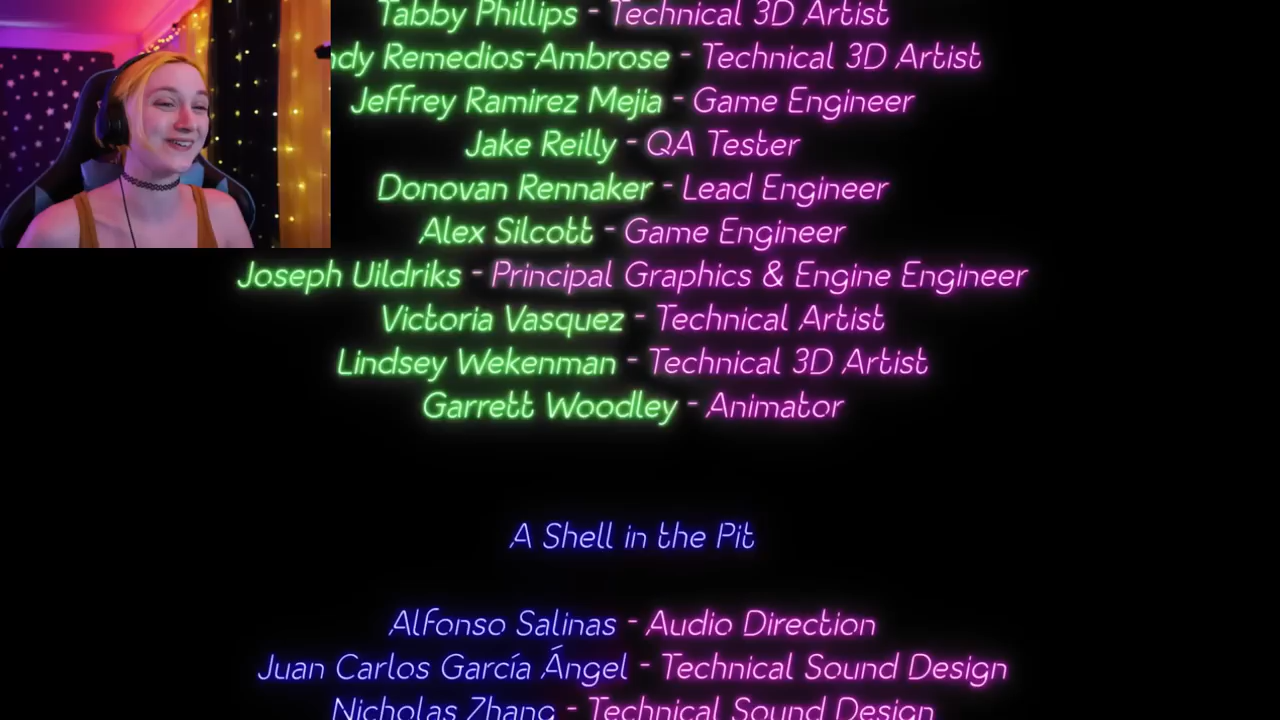 Tabby Phillips - Technical 3D Artist
Remedios-Ambrose - Technical 3D Artist
Jeffrey Ramirez Mejia - Game Engineer
Jake Reilly - QA Tester
Donovan Rennaker - Lead Engineer
Alex Silcott - Game Engineer
Joseph Uildriks - Principal Graphics & Engine Engineer
Victoria Vasquez - Technical Artist
Lindsey Wekenman - Technical 3D Artist
Garrett Woodley - Animator
A Shell in the Pit
Alfonso Salinas - Audio Direction
Juan Carlos García Ángel - Technical Sound Design
Nicholas Zhang - Technical Sound Design